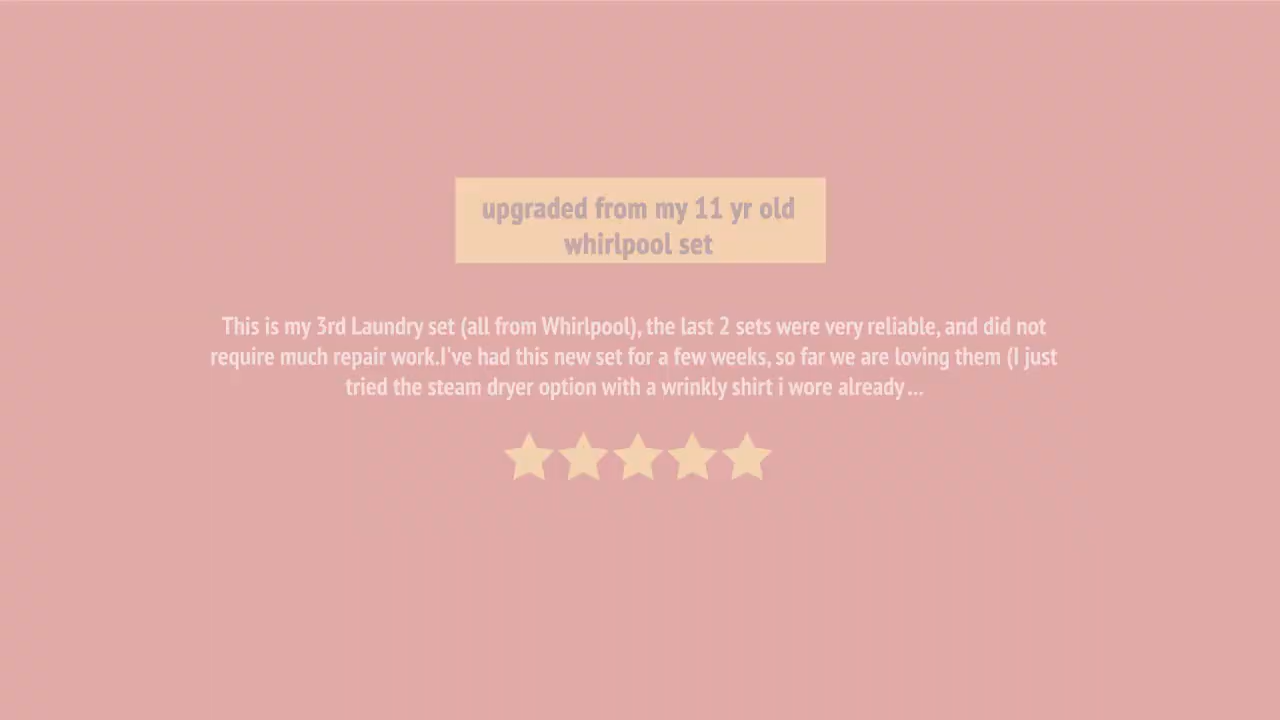 upgraded from my 11 yr old
whirlpool set
This is my 3rd Laundry set (all from Whirlpool), the last 2 sets were very reliable, and did not
require much repair work.I've had this new set for a few weeks, so far we are loving them (I just
tried the steam dryer option with a wrinkly shirt i wore already...